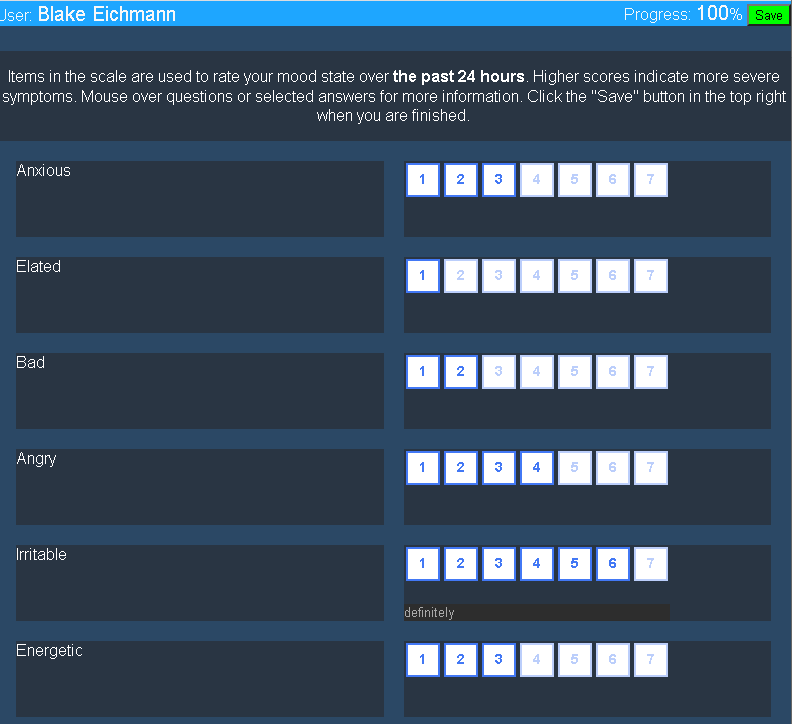 User: Blake Eichmann Progress: 100% Save
Items in the scale are used to rate your mood state over the past 24 hours. Higher scores indicate more severe
symptoms. Mouse over questions or selected answers for more information. Click the "Save" button in the top right
when you are finished.
Anxious 1 2 3 4 5 6 7
Elated 1 2 3 4 5 6 7
Bad 1 2 3 4 5 6 7
Angry 1 2 3 4 5 6 7
Irritable 1 2 3 4 5 6 7
definitely
Energetic 1 2 3 4 5 6 7